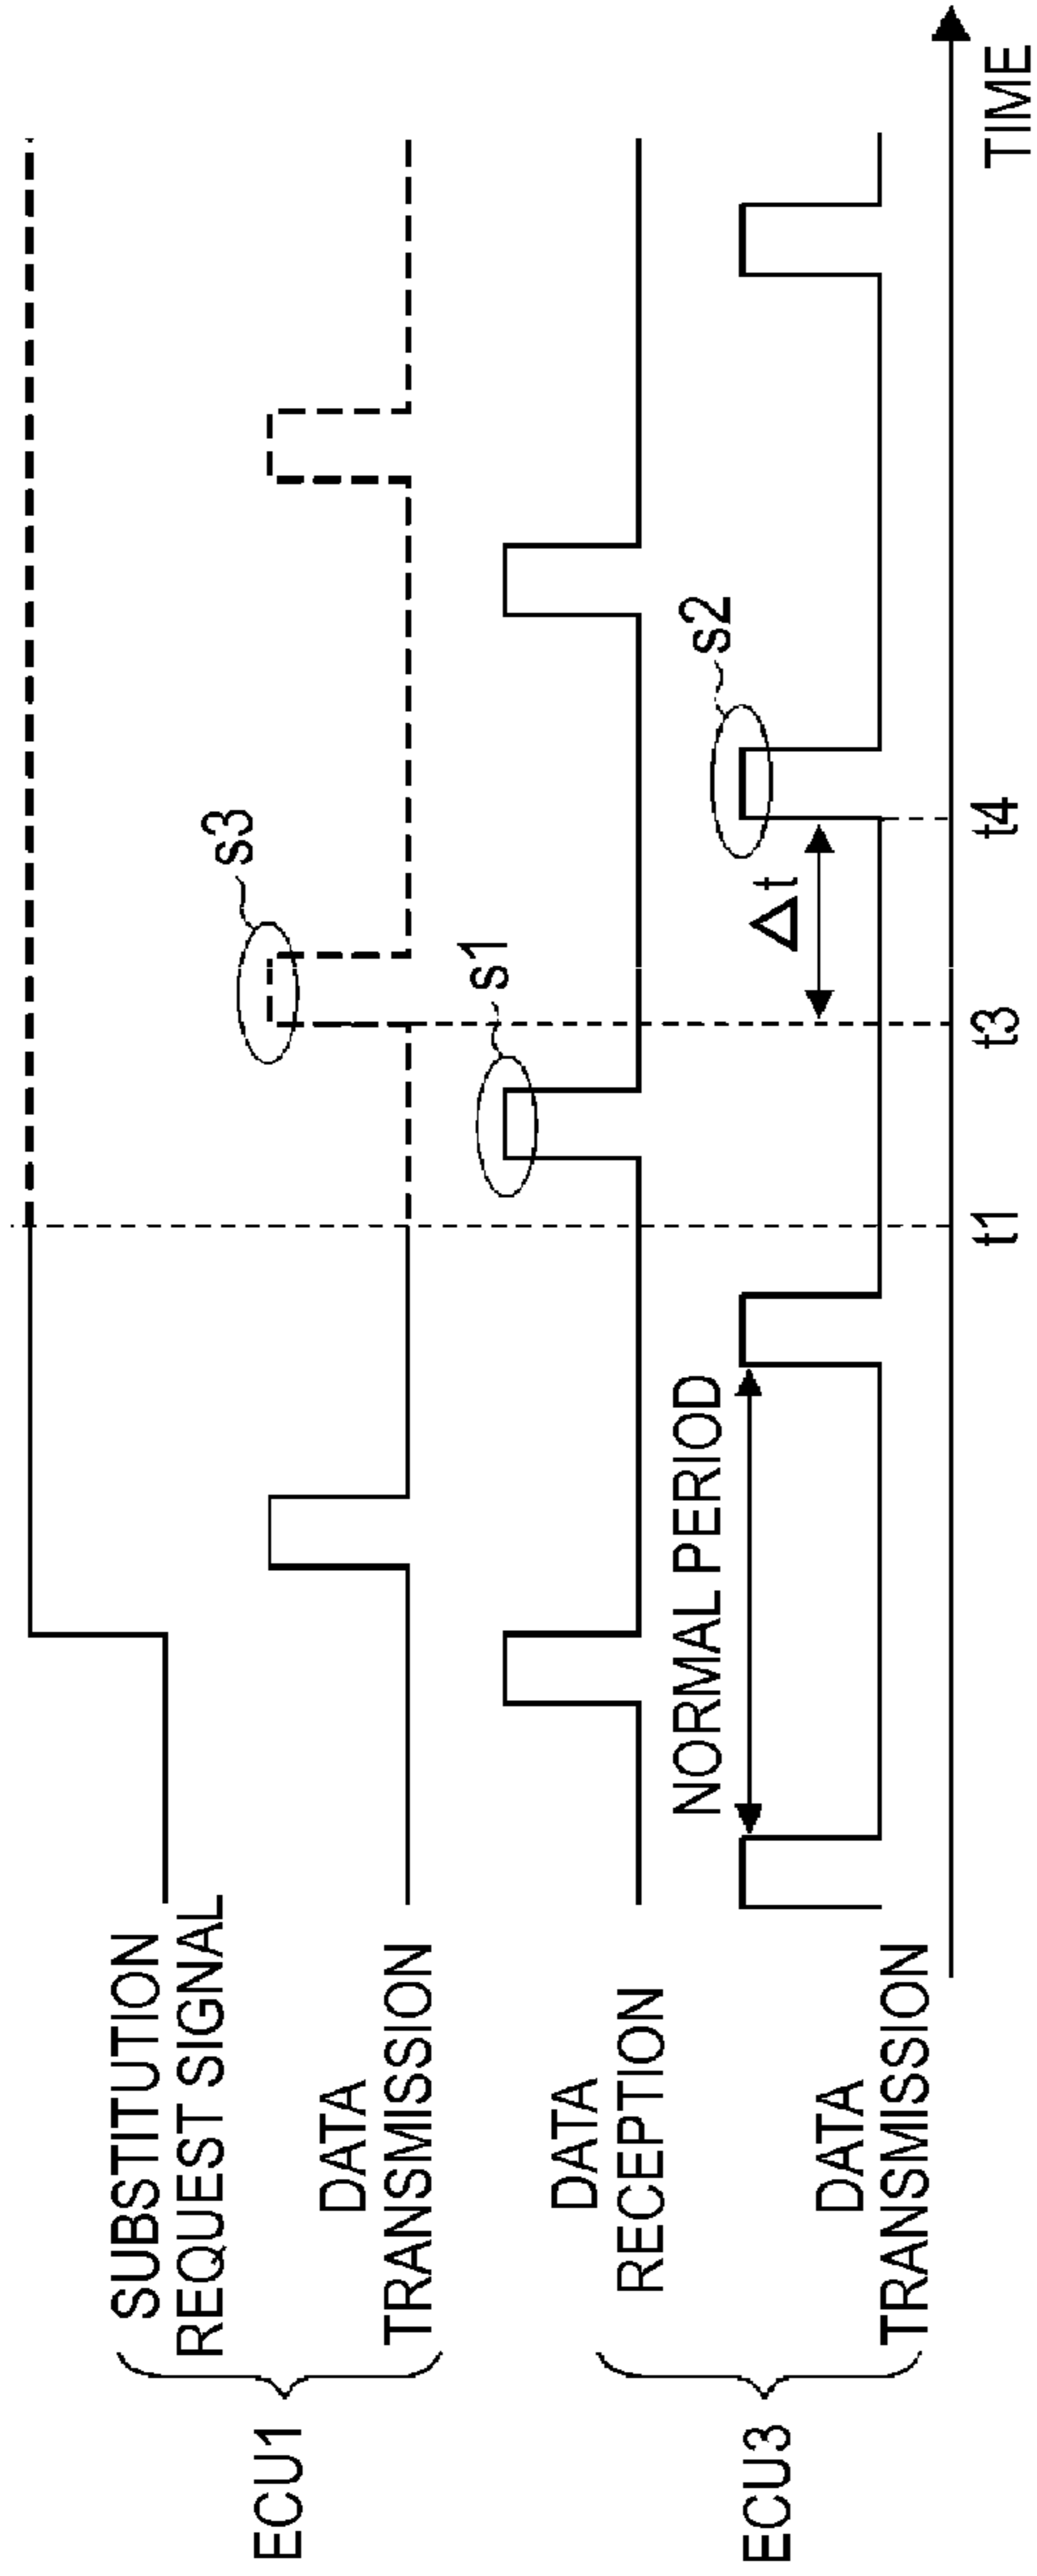 ECU1
SUBSTITUTION
REQUEST SIGNAL
DATA
TRANSMISSION
s3
ECU3
DATA
RECEPTION
s1
DATA
TRANSMISSION
NORMAL PERIOD
Δt
s2
t1
t3
t4
TIME